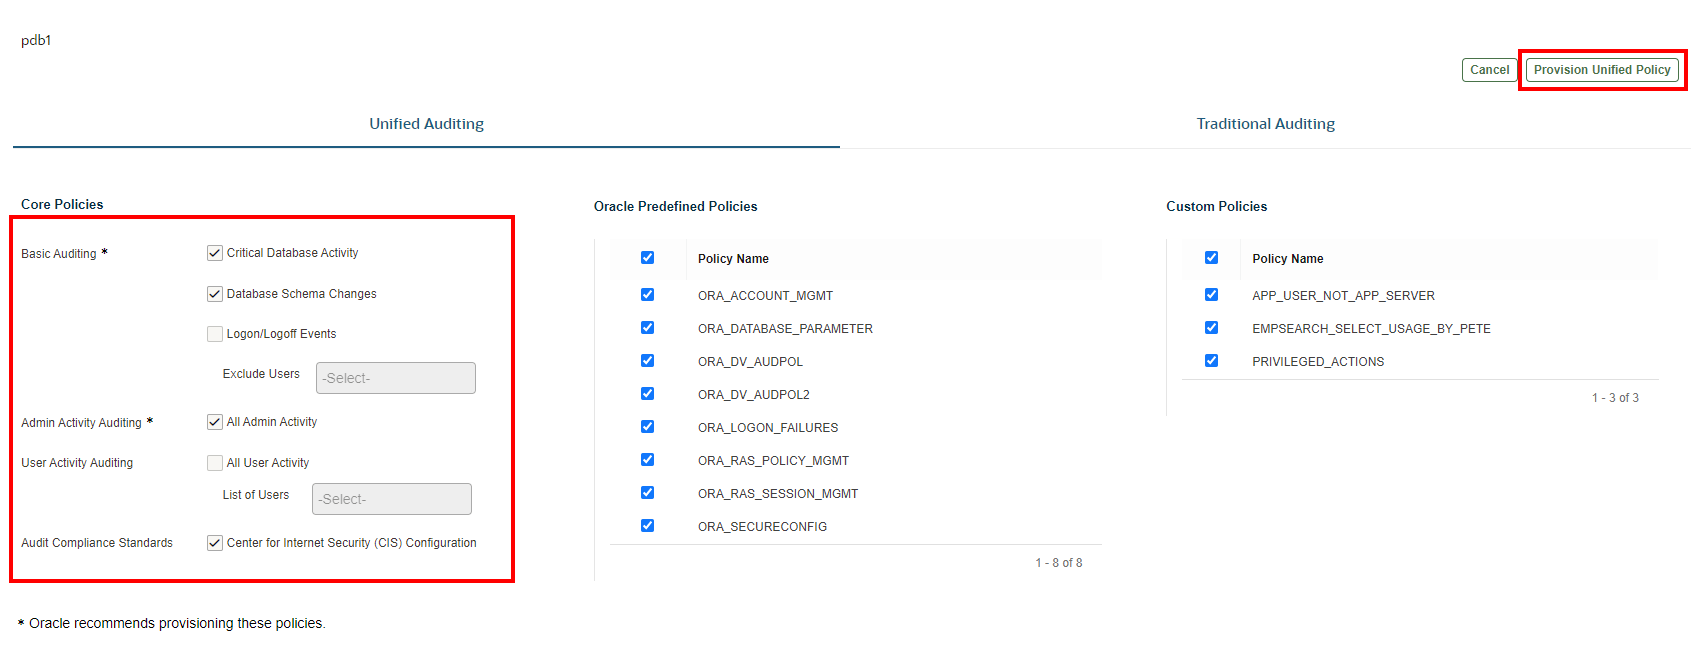 pdb1
Cancel
Provision Unified Policy
Unified Auditing
Traditional Auditing
Core Policies
Basic Auditing *
Critical Database Activity
Database Schema Changes
Logon/Logoff Events
Exclude Users
-Select-
Admin Activity Auditing *
All Admin Activity
User Activity Auditing
All User Activity
List of Users
-Select-
Audit Compliance Standards
Center for Internet Security (CIS) Configuration
* Oracle recommends provisioning these policies.
Oracle Predefined Policies
Policy Name
ORA_ACCOUNT_MGMT
ORA_DATABASE_PARAMETER
ORA_DV_AUDPOL
ORA_DV_AUDPOL2
ORA_LOGON_FAILURES
ORA_RAS_POLICY_MGMT
ORA_RAS_SESSION_MGMT
ORA_SECURECONFIG
1 - 8 of 8
Custom Policies
Policy Name
APP_USER_NOT_APP_SERVER
EMPSEARCH_SELECT_USAGE_BY_PETE
PRIVILEGED_ACTIONS
1 - 3 of 3